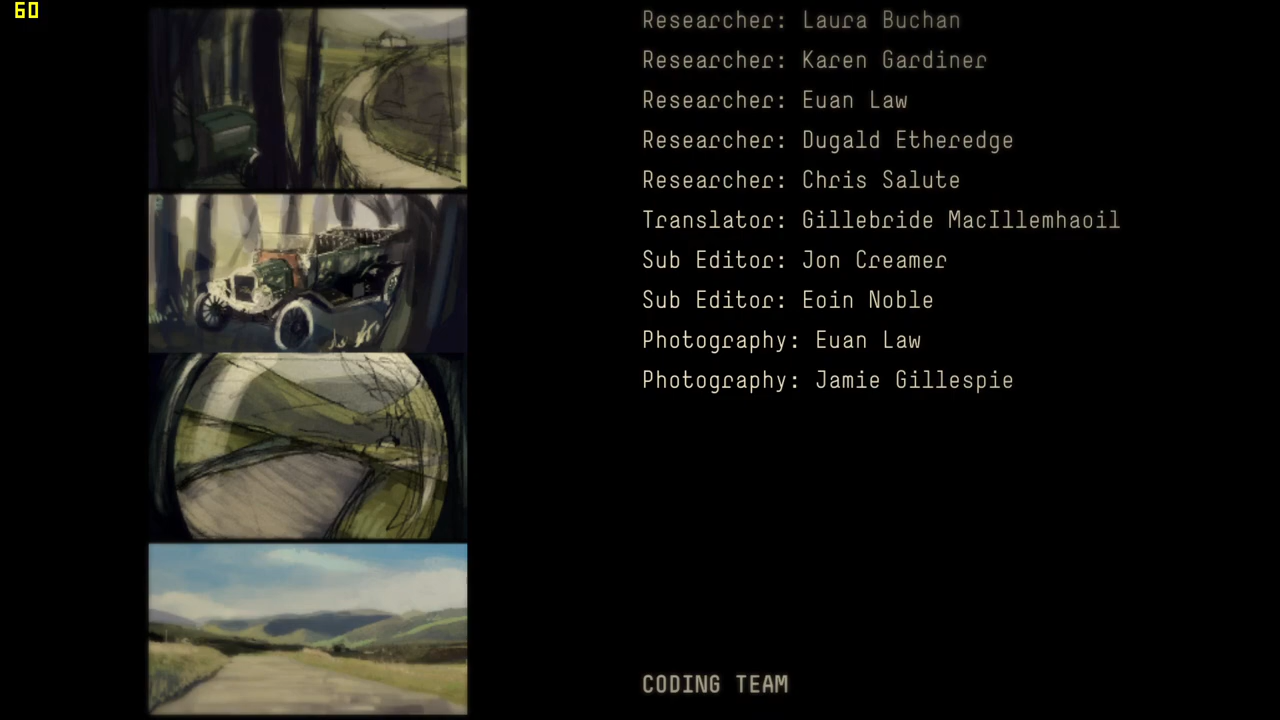 60
Researcher: Laura Buchan
Researcher: Karen Gardiner
Researcher: Euan Law
Researcher: Dugald Etheredge
Researcher: Chris Salute
Translator: Gillebride MacIllemhaoil
Sub Editor: Jon Creamer
Sub Editor: Eoin Noble
Photography: Euan Law
Photography: Jamie Gillespie
CODING TEAM